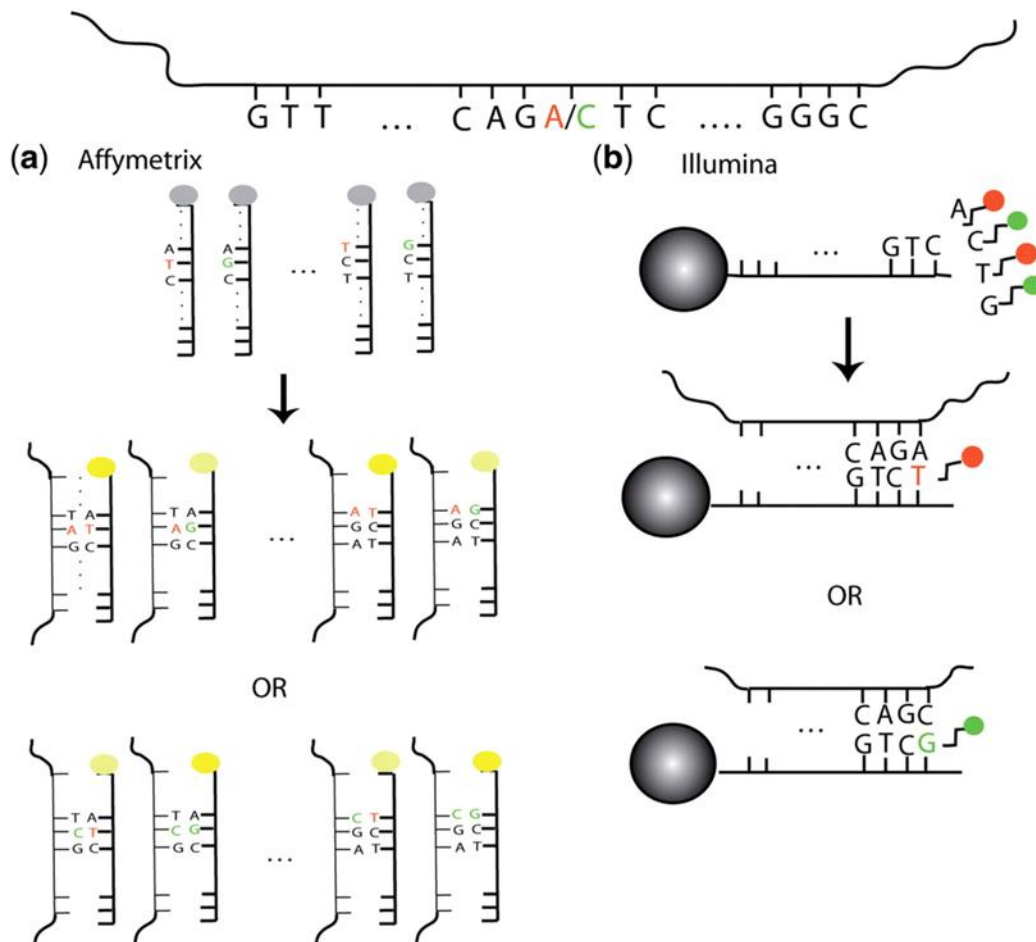 G T T ... C A G A/C T C .... G G G C
(a) Affymetrix
A A T G
T G C C
C C ... T T
T A T A A T A G
A T A G G C G C
G C G C ... A T A T
OR
T A T A C T C G
C T C G G C G C
G C G C ... A T A T
(b) Illumina
A
... G T C C
T
G
C A G A
... G T C T
OR
C A G C
... G T C G